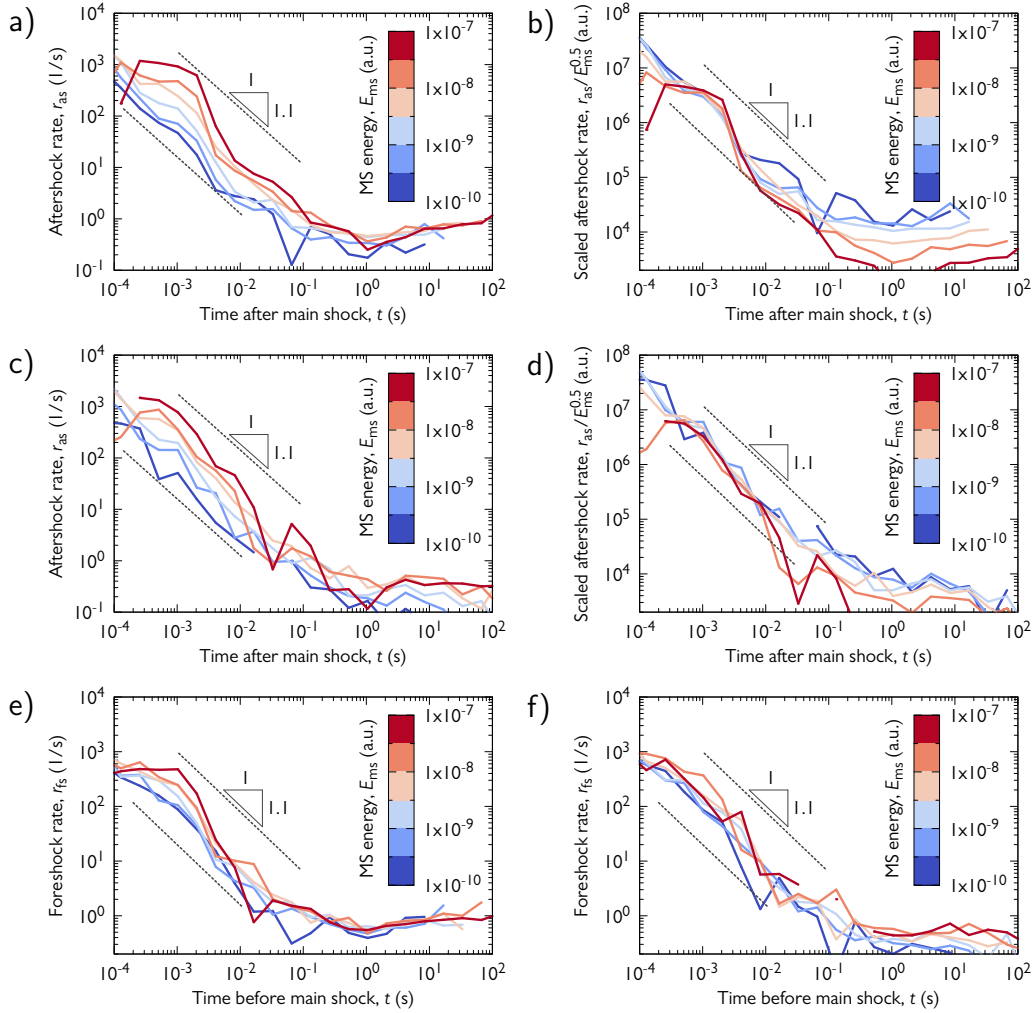 a)
Aftershock rate, r_as (1/s)
10^4
10^3
10^2
10^1
10^0
10^-1
10^-4 10^-3 10^-2 10^-1 10^0 10^1 10^2
Time after main shock, t (s)
1
1.1
MS energy, E_ms (a.u.)
1×10^-7
1×10^-8
1×10^-9
1×10^-10
b)
Scaled aftershock rate, r_as/E_ms^0.5 (a.u.)
10^8
10^7
10^6
10^5
10^4
10^-4 10^-3 10^-2 10^-1 10^0 10^1 10^2
Time after main shock, t (s)
1
1.1
MS energy, E_ms (a.u.)
1×10^-7
1×10^-8
1×10^-9
1×10^-10
c)
Aftershock rate, r_as (1/s)
10^4
10^3
10^2
10^1
10^0
10^-1
10^-4 10^-3 10^-2 10^-1 10^0 10^1 10^2
Time after main shock, t (s)
1
1.1
MS energy, E_ms (a.u.)
1×10^-7
1×10^-8
1×10^-9
1×10^-10
d)
Scaled aftershock rate, r_as/E_ms^0.5 (a.u.)
10^8
10^7
10^6
10^5
10^4
10^-4 10^-3 10^-2 10^-1 10^0 10^1 10^2
Time after main shock, t (s)
1
1.1
MS energy, E_ms (a.u.)
1×10^-7
1×10^-8
1×10^-9
1×10^-10
e)
Foreshock rate, r_fs (1/s)
10^4
10^3
10^2
10^1
10^0
10^-4 10^-3 10^-2 10^-1 10^0 10^1 10^2
Time before main shock, t (s)
1
1.1
MS energy, E_ms (a.u.)
1×10^-7
1×10^-8
1×10^-9
1×10^-10
f)
Foreshock rate, r_fs (1/s)
10^4
10^3
10^2
10^1
10^0
10^-4 10^-3 10^-2 10^-1 10^0 10^1 10^2
Time before main shock, t (s)
1
1.1
MS energy, E_ms (a.u.)
1×10^-7
1×10^-8
1×10^-9
1×10^-10